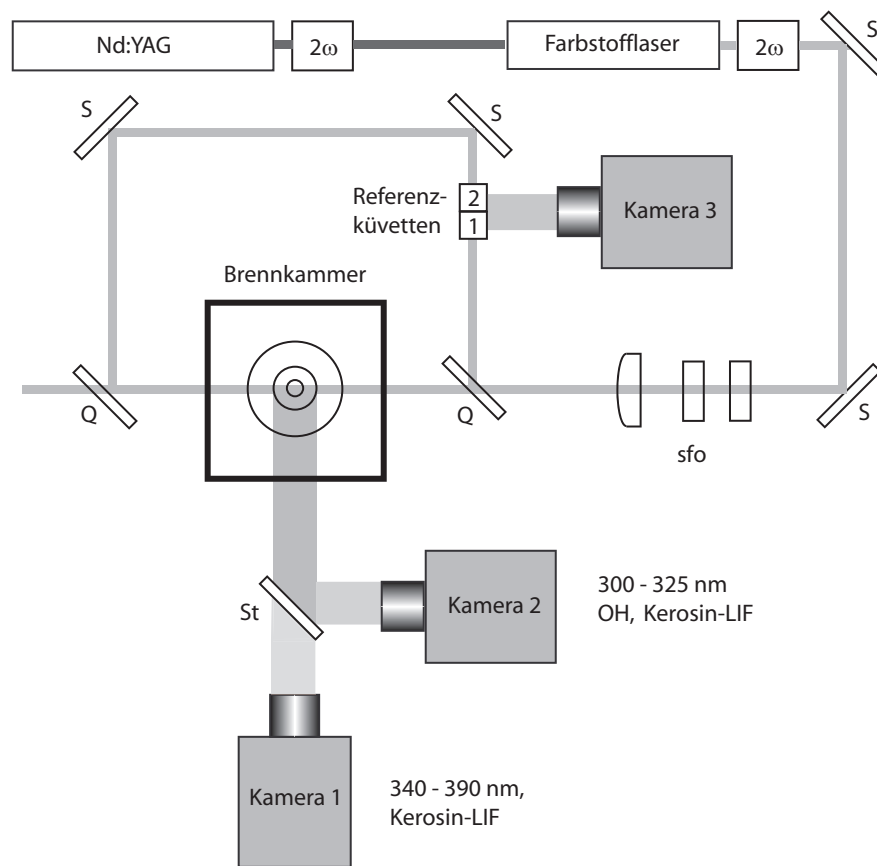 Nd:YAG
2ω
Farbstofflaser
2ω
S
S
S
Referenz-
küvetten
2
1
Kamera 3
Brennkammer
Q
Q
S
sfo
St
Kamera 2
300 - 325 nm
OH, Kerosin-LIF
Kamera 1
340 - 390 nm,
Kerosin-LIF